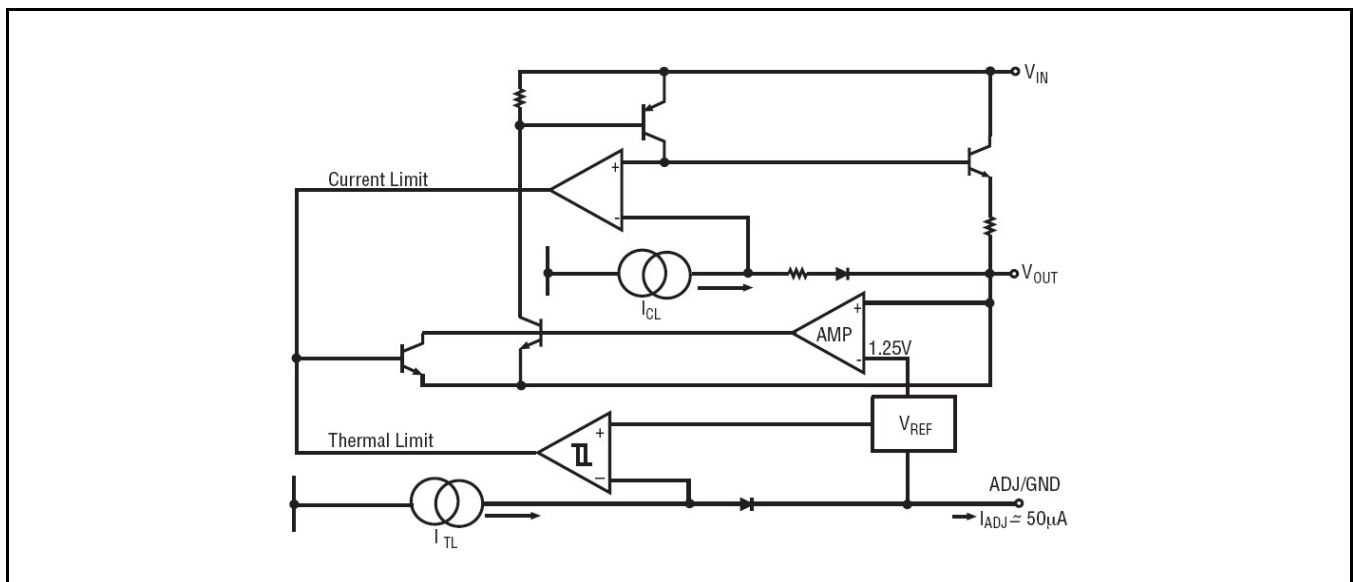 V_IN
+
Current Limit
-
V_OUT
I_CL
+
AMP
1.25V
-
V_REF
+
Thermal Limit
–
ADJ/GND
I_ADJ ≃ 50µA
I_TL